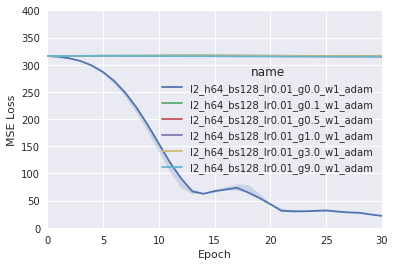 400
350
300
250
200
150
100
50
0
MSE Loss
name
l2_h64_bs128_lr0.01_g0.0_w1_adam
l2_h64_bs128_lr0.01_g0.1_w1_adam
l2_h64_bs128_lr0.01_g0.5_w1_adam
l2_h64_bs128_lr0.01_g1.0_w1_adam
l2_h64_bs128_lr0.01_g3.0_w1_adam
l2_h64_bs128_lr0.01_g9.0_w1_adam
0 5 10 15 20 25 30
Epoch